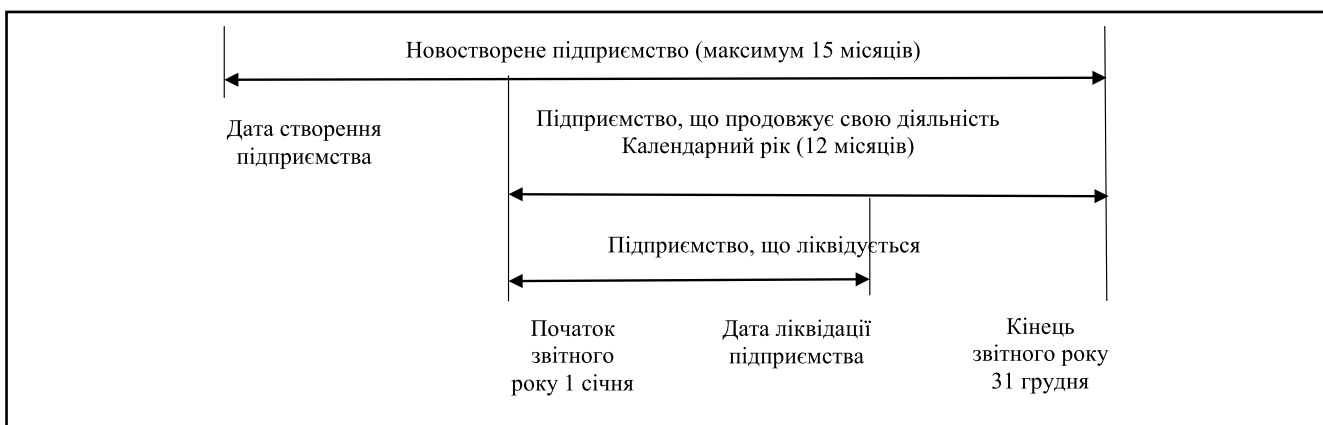 Новостворене підприємство (максимум 15 місяців)
Дата створення
підприємства
Підприємство, що продовжує свою діяльність
Календарний рік (12 місяців)
Підприємство, що ліквідується
Початок
звітного
року 1 січня
Дата ліквідації
підприємства
Кінець
звітного року
31 грудня